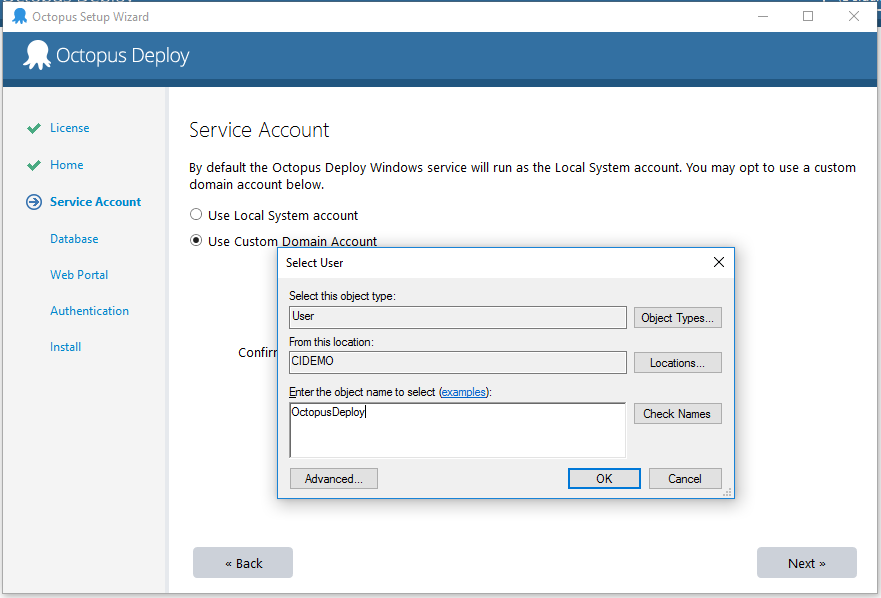 Octopus Setup Wizard
Octopus Deploy
License
Home
Service Account
Database
Web Portal
Authentication
Install
Service Account
By default the Octopus Deploy Windows service will run as the Local System account. You may opt to use a custom
domain account below.
Use Local System account
Use Custom Domain Account
Select User
Select this object type:
User
Object Types...
From this location:
CIDEMO
Locations...
Enter the object name to select (examples):
OctopusDeploy
Check Names
Advanced...
OK
Cancel
« Back
Next »